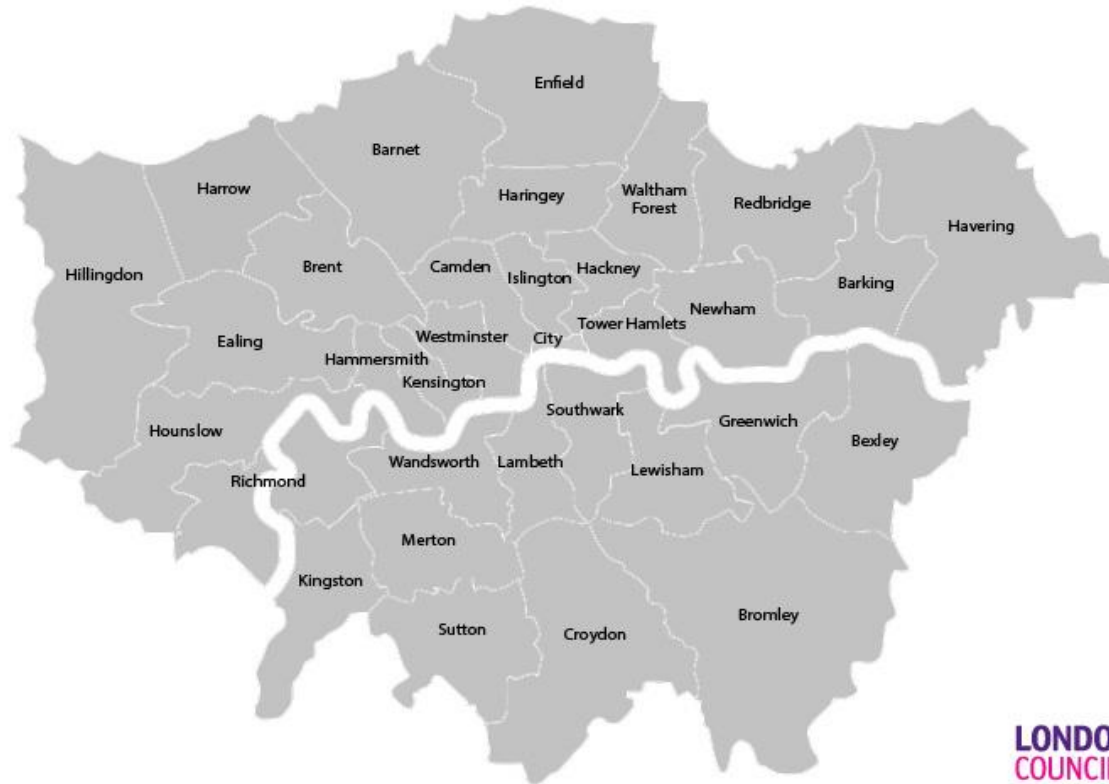 Enfield
Barnet
Harrow
Haringey
Waltham
Forest
Redbridge
Havering
Hillingdon
Brent
Camden
Islington
Hackney
Barking
Newham
Ealing
Westminster
City
Tower Hamlets
Hammersmith
Kensington
Hounslow
Southwark
Greenwich
Bexley
Richmond
Wandsworth
Lambeth
Lewisham
Merton
Kingston
Sutton
Croydon
Bromley
LONDO
COUNCI